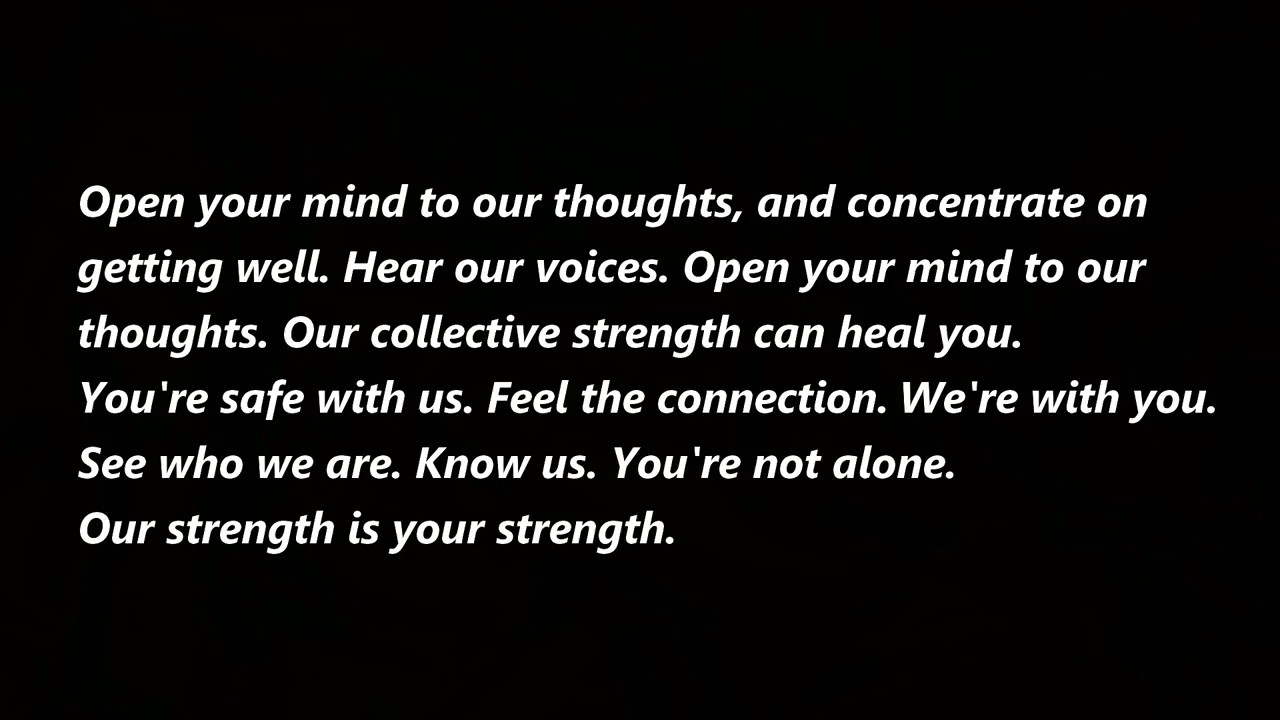 Open your mind to our thoughts, and concentrate on
getting well. Hear our voices. Open your mind to our
thoughts. Our collective strength can heal you.
You're safe with us. Feel the connection. We're with you.
See who we are. Know us. You're not alone.
Our strength is your strength.